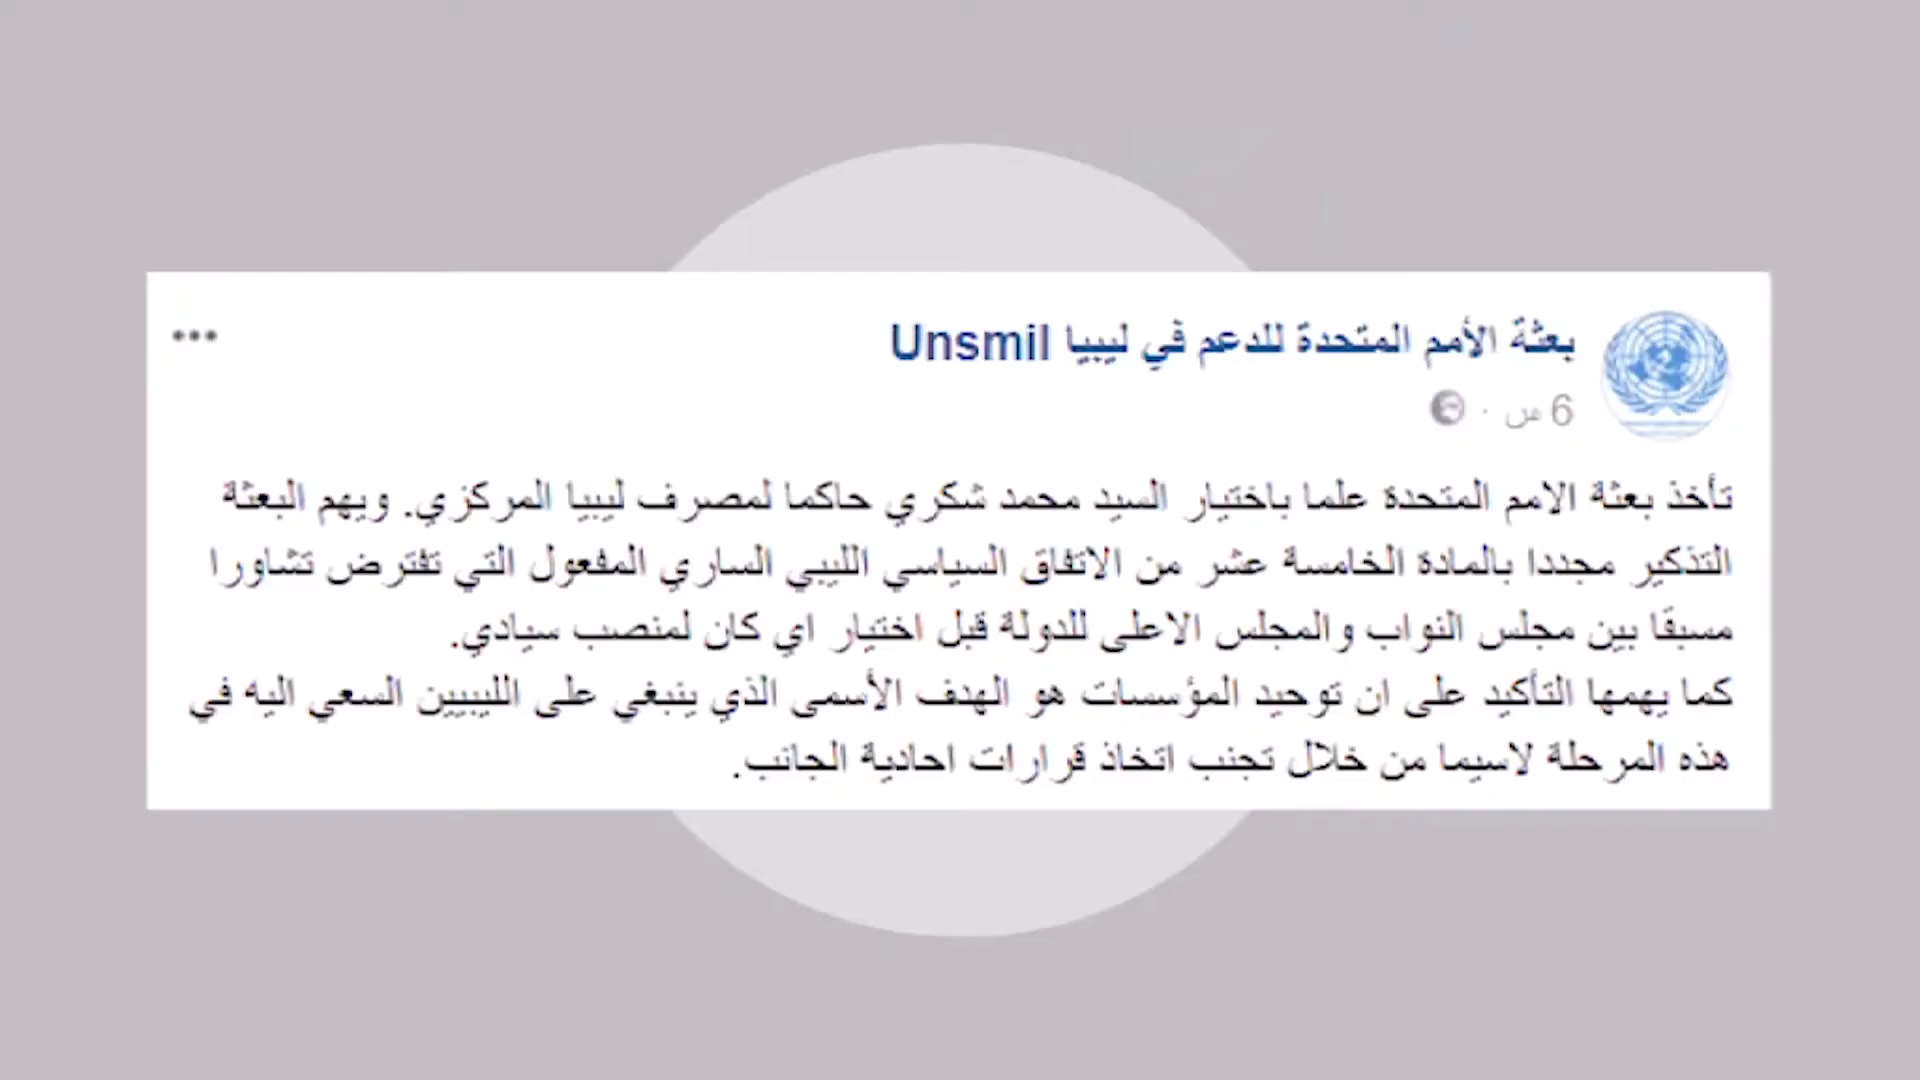 بعثة الأمم المتحدة للدعم في ليبيا Unsmil
6 س ·
تأخذ بعثة الامم المتحدة علما باختيار السيد محمد شكري حاكما لمصرف ليبيا المركزي. ويهم البعثة
التذكير مجددا بالمادة الخامسة عشر من الاتفاق السياسي الليبي الساري المفعول التي تفترض تشاورا
مسبقًا بين مجلس النواب والمجلس الاعلى للدولة قبل اختيار اي كان لمنصب سيادي.
كما يهمها التأكيد على ان توحيد المؤسسات هو الهدف الأسمى الذي ينبغي على الليبيين السعي اليه في
هذه المرحلة لاسيما من خلال تجنب اتخاذ قرارات احادية الجانب.